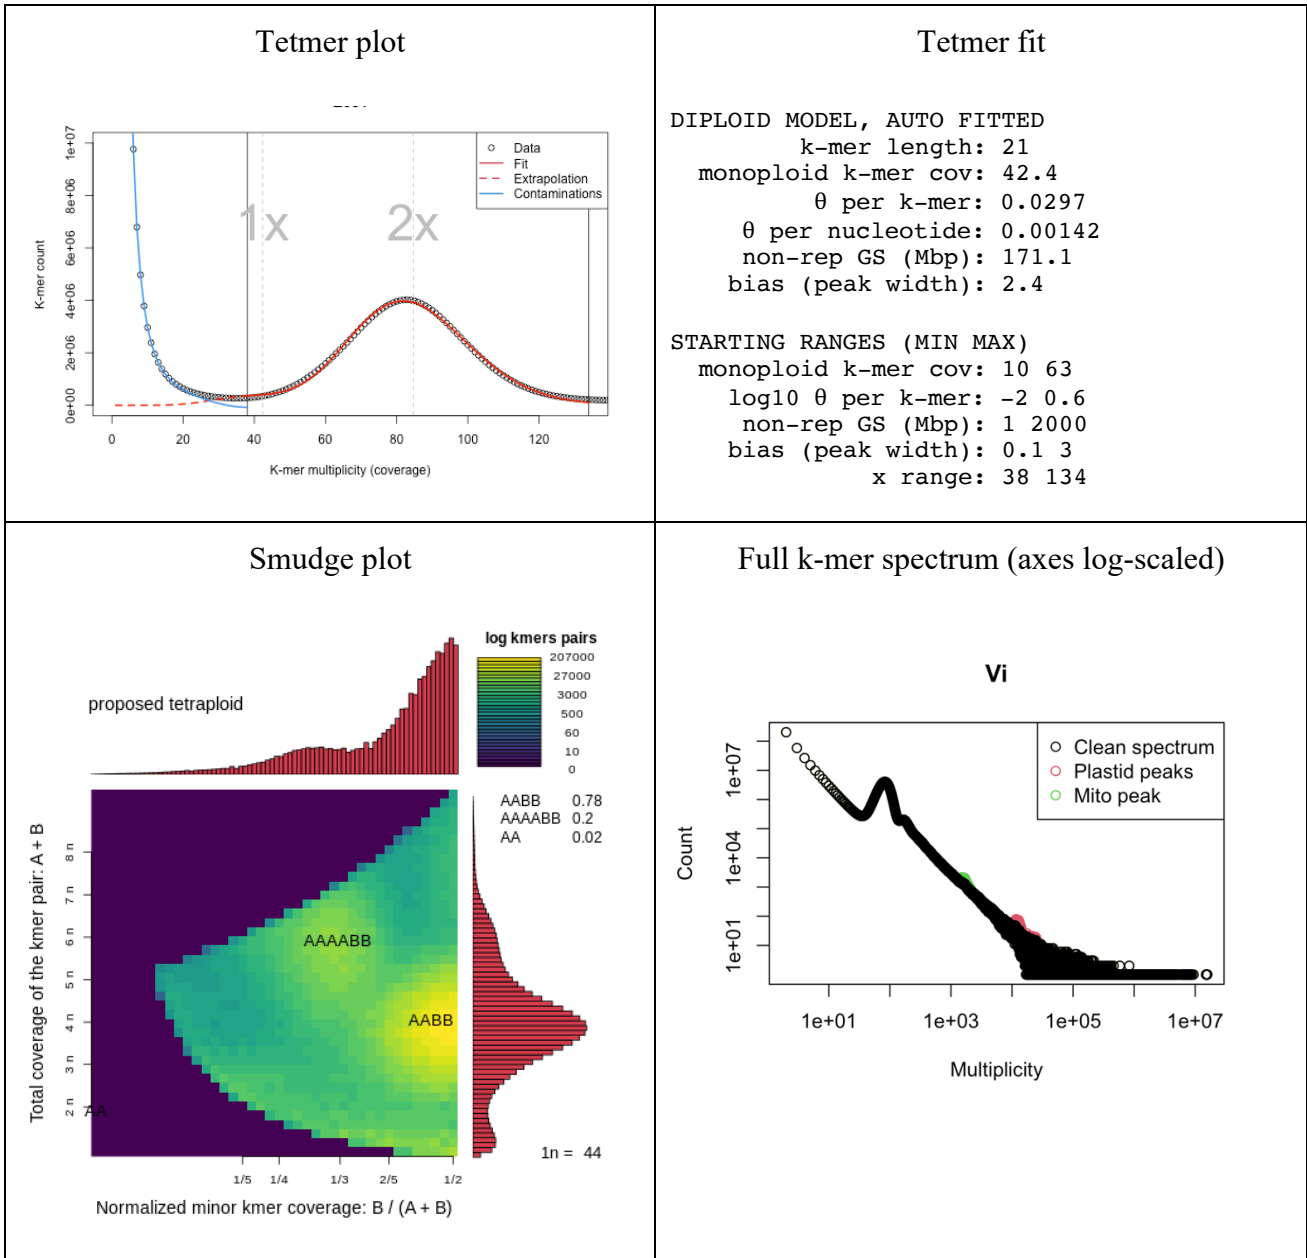 Tetmer plot
1e+07
8e+06
6e+06
4e+06
2e+06
0e+00
K-mer count
1x
2x
Data
Fit
Extrapolation
Contaminations
0 20 40 60 80 100 120
K-mer multiplicity (coverage)
Tetmer fit
DIPLOID MODEL, AUTO FITTED
k-mer length: 21
monoploid k-mer cov: 42.4
θ per k-mer: 0.0297
θ per nucleotide: 0.00142
non-rep GS (Mbp): 171.1
bias (peak width): 2.4
STARTING RANGES (MIN MAX)
monoploid k-mer cov: 10 63
log10 θ per k-mer: -2 0.6
non-rep GS (Mbp): 1 2000
bias (peak width): 0.1 3
x range: 38 134
Smudge plot
proposed tetraploid
log kmers pairs
207000
27000
3000
500
60
10
0
AABB 0.78
AAAABB 0.2
AA 0.02
Total coverage of the kmer pair: A + B
8 n
7 n
6 n
5 n
4 n
3 n
2 n
AAAABB
AABB
AA
1n = 44
1/5 1/4 1/3 2/5 1/2
Normalized minor kmer coverage: B / (A + B)
Full k-mer spectrum (axes log-scaled)
Vi
Clean spectrum
Plastid peaks
Mito peak
Count
1e+07
1e+04
1e+01
1e+01 1e+03 1e+05 1e+07
Multiplicity